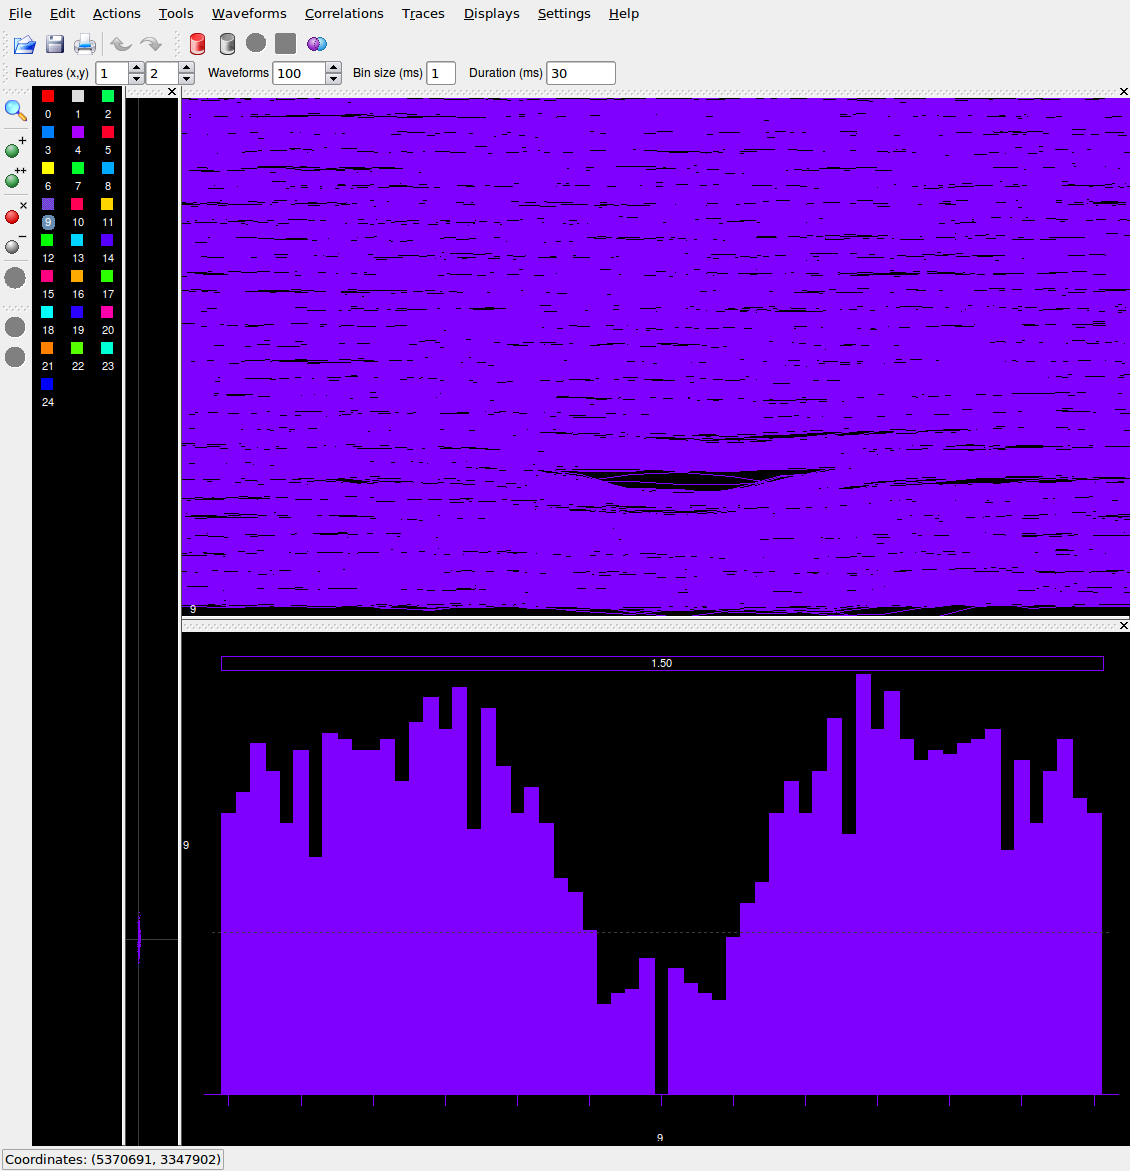 File Edit Actions Tools Waveforms Correlations Traces Displays Settings Help
Features (x,y) 1 2 Waveforms 100 Bin size (ms) 1 Duration (ms) 30
0 1 2
3 4 5
6 7 8
9 10 11
12 13 14
15 16 17
18 19 20
21 22 23
24
9
1.50
9
9
Coordinates: (5370691, 3347902)